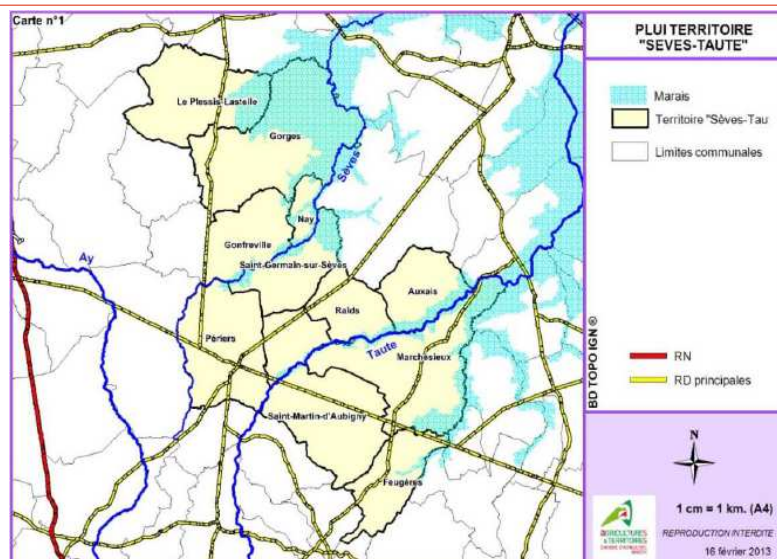 Carte n°1
PLUI TERRITOIRE
"SEVES-TAUTE"
Marais
Territoire "Sèves-Tau
Limites communales
Le Plessis-Lastelle
Gorges
Sèves
Nay
Gonfreville
Saint-Germain-sur-Sèves
Ay
Auxais
Raids
Périers
Taute
Marchésieux
Saint-Martin-d'Aubigny
Feugères
BD TOPO IGN ®
RN
RD principales
N
AGRICULTURES
& TERRITOIRES
1 cm = 1 km. (A4)
REPRODUCTION INTERDITE
16 février 2013